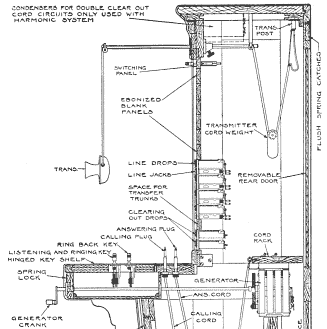 CONDENSERS FOR DOUBLE CLEAR OUT
CORD CIRCUITS ONLY USED WITH
HARMONIC SYSTEM
TRANS.
POST
FLUSH SPRING CATCHES
SWITCHING
PANEL
EBONIZED
BLANK
PANELS
TRANSMITTER
CORD WEIGHT
TRANS.
LINE DROPS
LINE JACKS
REMOVABLE
REAR DOOR
SPACE FOR
TRANSFER
TRUNKS
CLEARING
OUT DROPS
ANSWERING PLUG
CALLING PLUG
RING BACK KEY
LISTENING AND RINGING KEY
HINGED KEY SHELF
CORD
RACK
SPRING
LOCK
GENERATOR
ANS CORD
CALLING
CORD
GENERATOR
CRANK